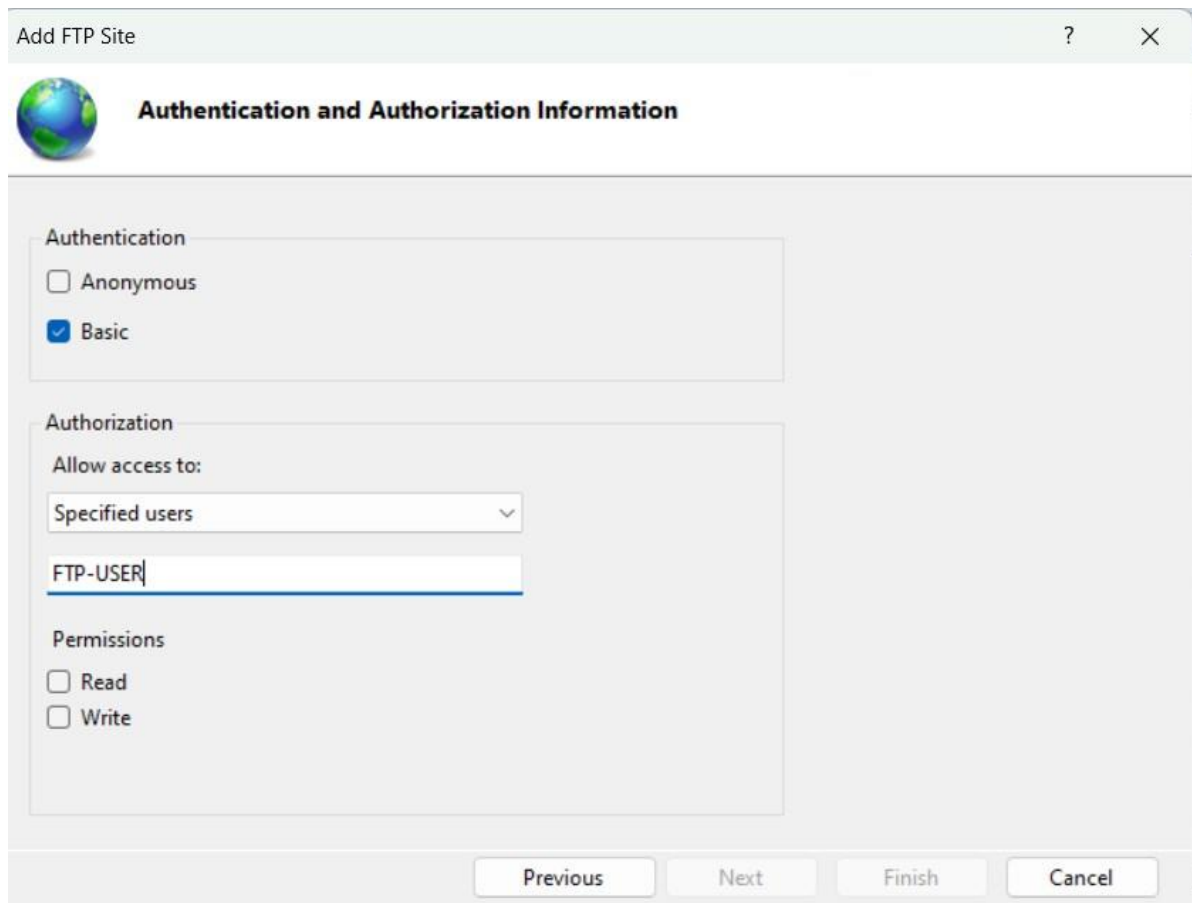 Add FTP Site ?
Authentication and Authorization Information
Authentication
Anonymous
Basic
Authorization
Allow access to:
Specified users
FTP-USER
Permissions
Read
Write
Previous Next Finish Cancel